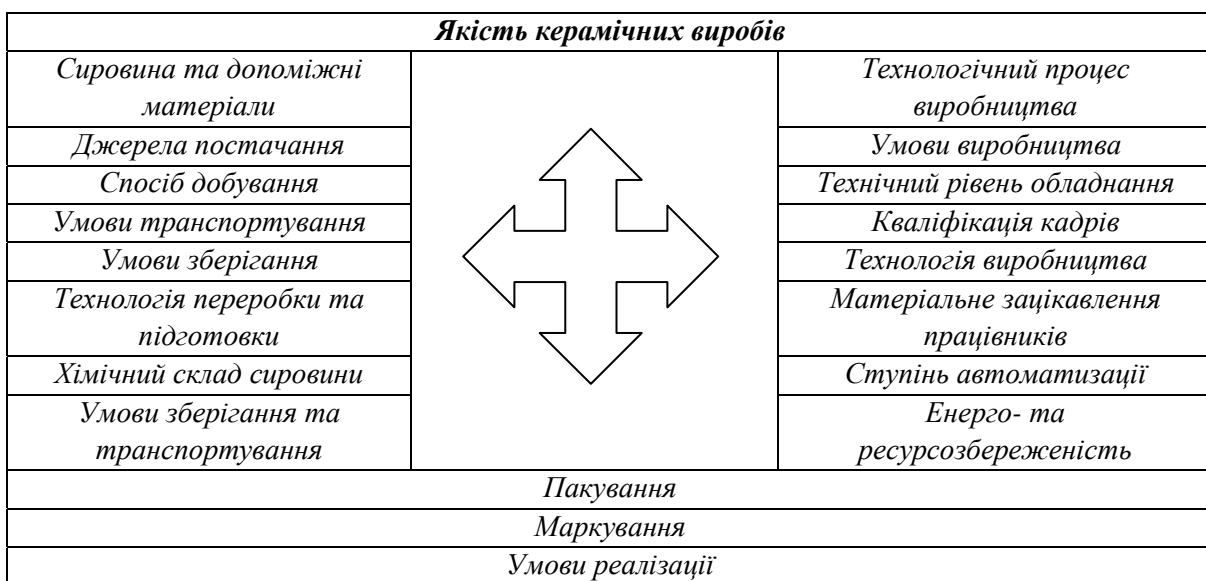 Якість керамічних виробів
Сировина та допоміжні
матеріали
Джерела постачання
Спосіб добування
Умови транспортування
Умови зберігання
Технологія переробки та
підготовки
Хімічний склад сировини
Умови зберігання та
транспортування
Технологічний процес
виробництва
Умови виробництва
Технічний рівень обладнання
Кваліфікація кадрів
Технологія виробництва
Матеріальне зацікавлення
працівників
Ступінь автоматизації
Енерго- та
ресурсозбереженість
Пакування
Маркування
Умови реалізації